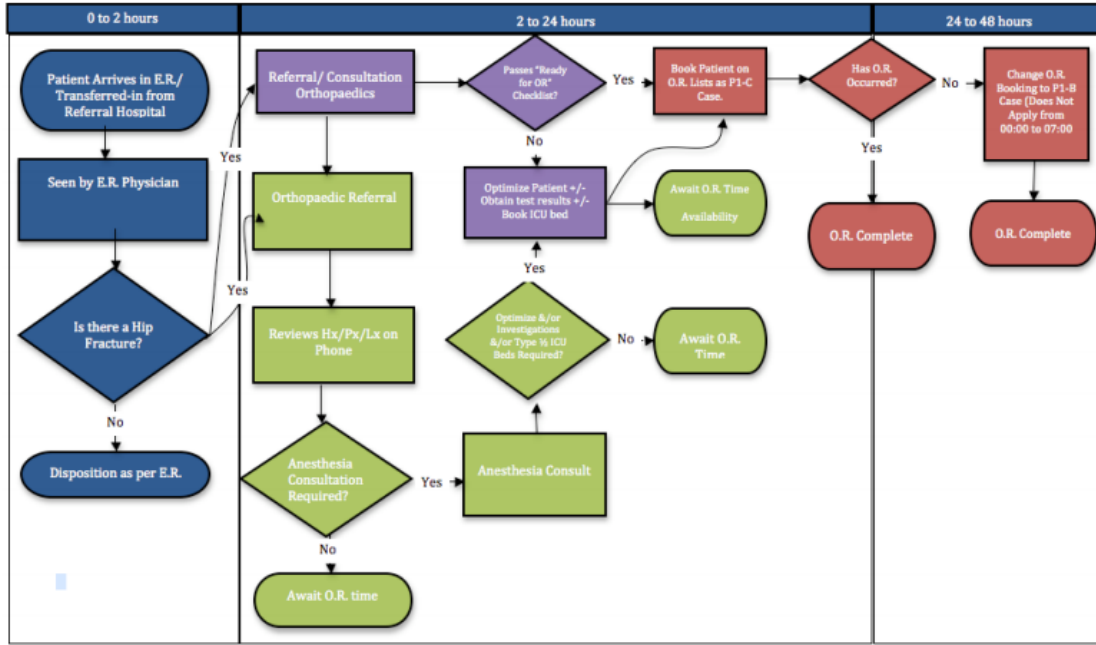 0 to 2 hours
2 to 24 hours
24 to 48 hours
Patient Arrives in E.R./
Transferred-in from
Referral Hospital
Seen by E.R. Physician
Is there a Hip
Fracture?
No
Disposition as per E.R.
Yes
Yes
Referral/ Consultation
Orthopaedics
Orthopaedic Referral
Reviews Hx/Px/Lx on
Phone
Anesthesia
Consultation
Required?
No
Await O.R. time
Yes
Anesthesia Consult
Optimize &/or
Investigations
&/or Type ½ ICU
Beds Required?
No
Await O.R.
Time
Yes
Optimize Patient +/-
Obtain test results +/-
Book ICU bed
Await O.R. Time
Availability
Passes "Ready
for OR"
Checklist?
No
Yes
Book Patient on
O.R. Lists as P1-C
Case.
Has O.R.
Occurred?
Yes
O.R. Complete
No
Change O.R.
Booking to P1-B
Case (Does Not
Apply from
00:00 to 07:00
O.R. Complete